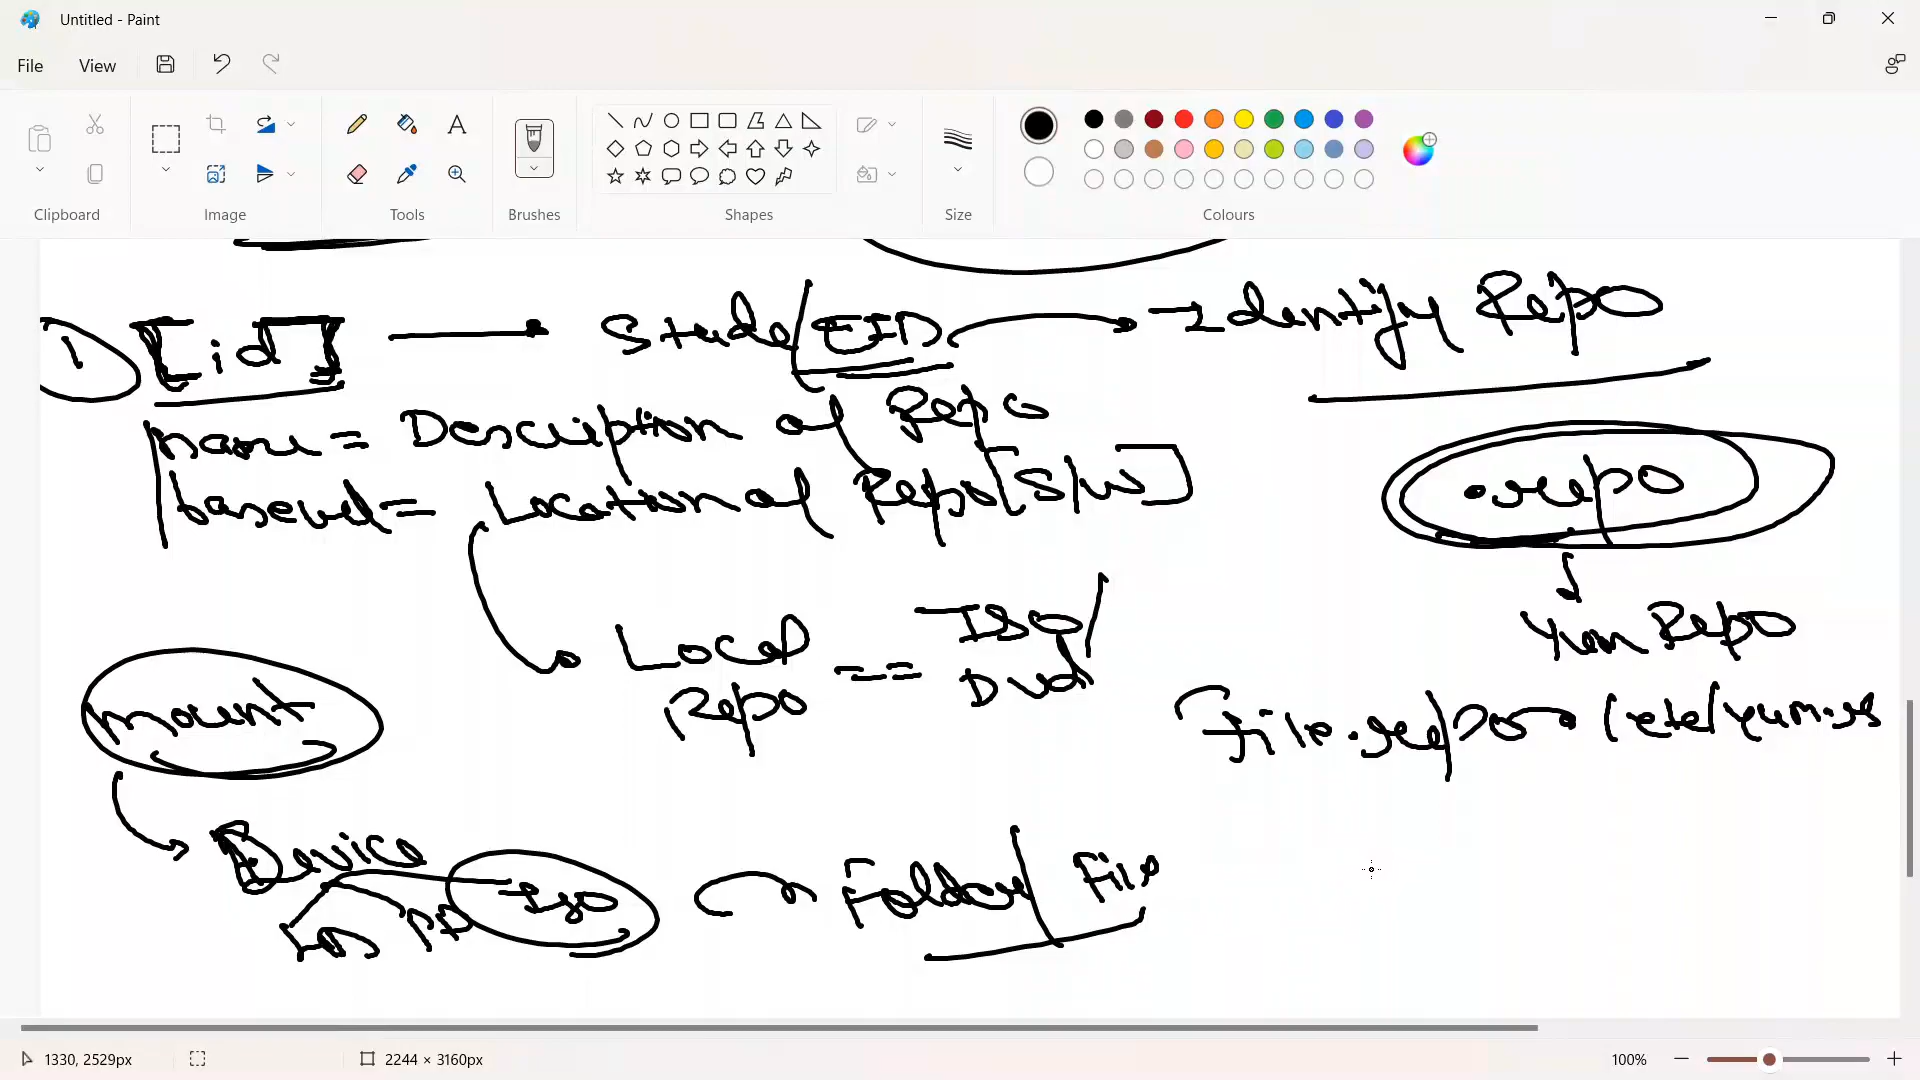 Untitled - Paint
File View
Clipboard Image Tools Brushes Shapes Size Colours
1) [id] Stude/EID Identify Repo
name = Description of Repo
baseurl = Location of Repo [S/W]
.repo
Yum Repo
Local Repo == ISO/ DVD
mount
file.repo /etc/yum.
Device
ISO
Folder/ File
1330, 2529px 2244 × 3160px 100%